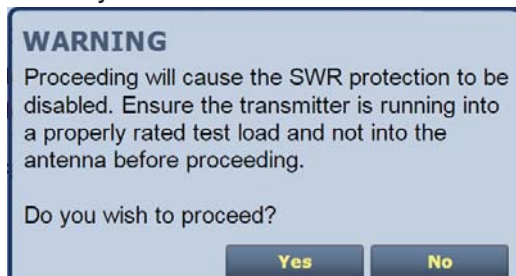 WARNING
Proceeding will cause the SWR protection to be
disabled. Ensure the transmitter is running into
a properly rated test load and not into the
antenna before proceeding.
Do you wish to proceed?
Yes No